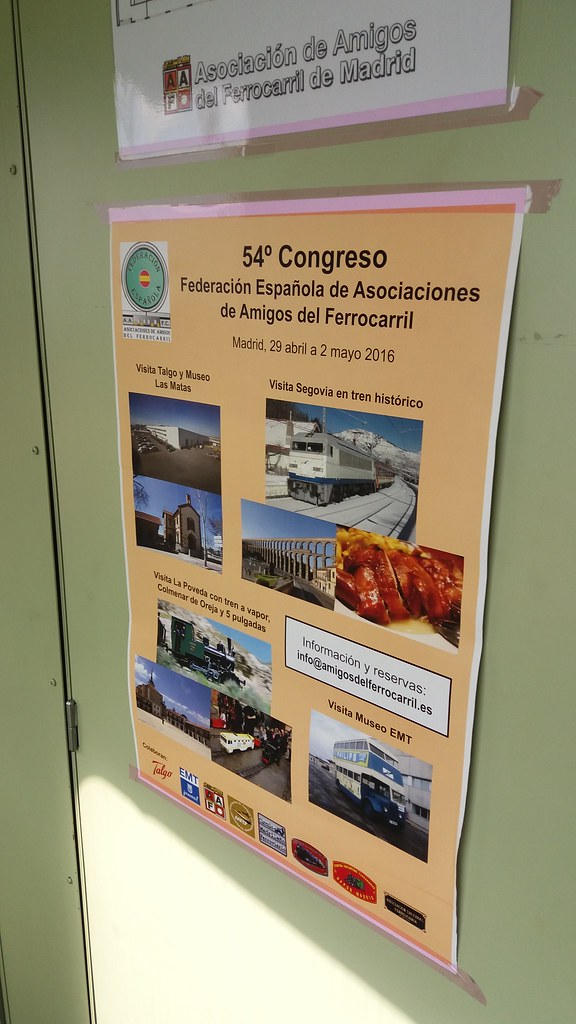 Asociación de Amigos
del Ferrocarril de Madrid
A A
F
54º Congreso
Federación Española de Asociaciones
de Amigos del Ferrocarril
Madrid, 29 abril a 2 mayo 2016
FEDERACIÓN
ESPAÑOLA
ASOCIACIONES DE AMIGOS
DEL FERROCARRIL
Visita Talgo y Museo
Las Matas
Visita Segovia en tren histórico
Visita La Poveda con tren a vapor,
Colmenar de Oreja y 5 pulgadas
Información y reservas:
info@amigosdelferrocarril.es
Visita Museo EMT
Colaboran:
Talgo
EMT
A A
F